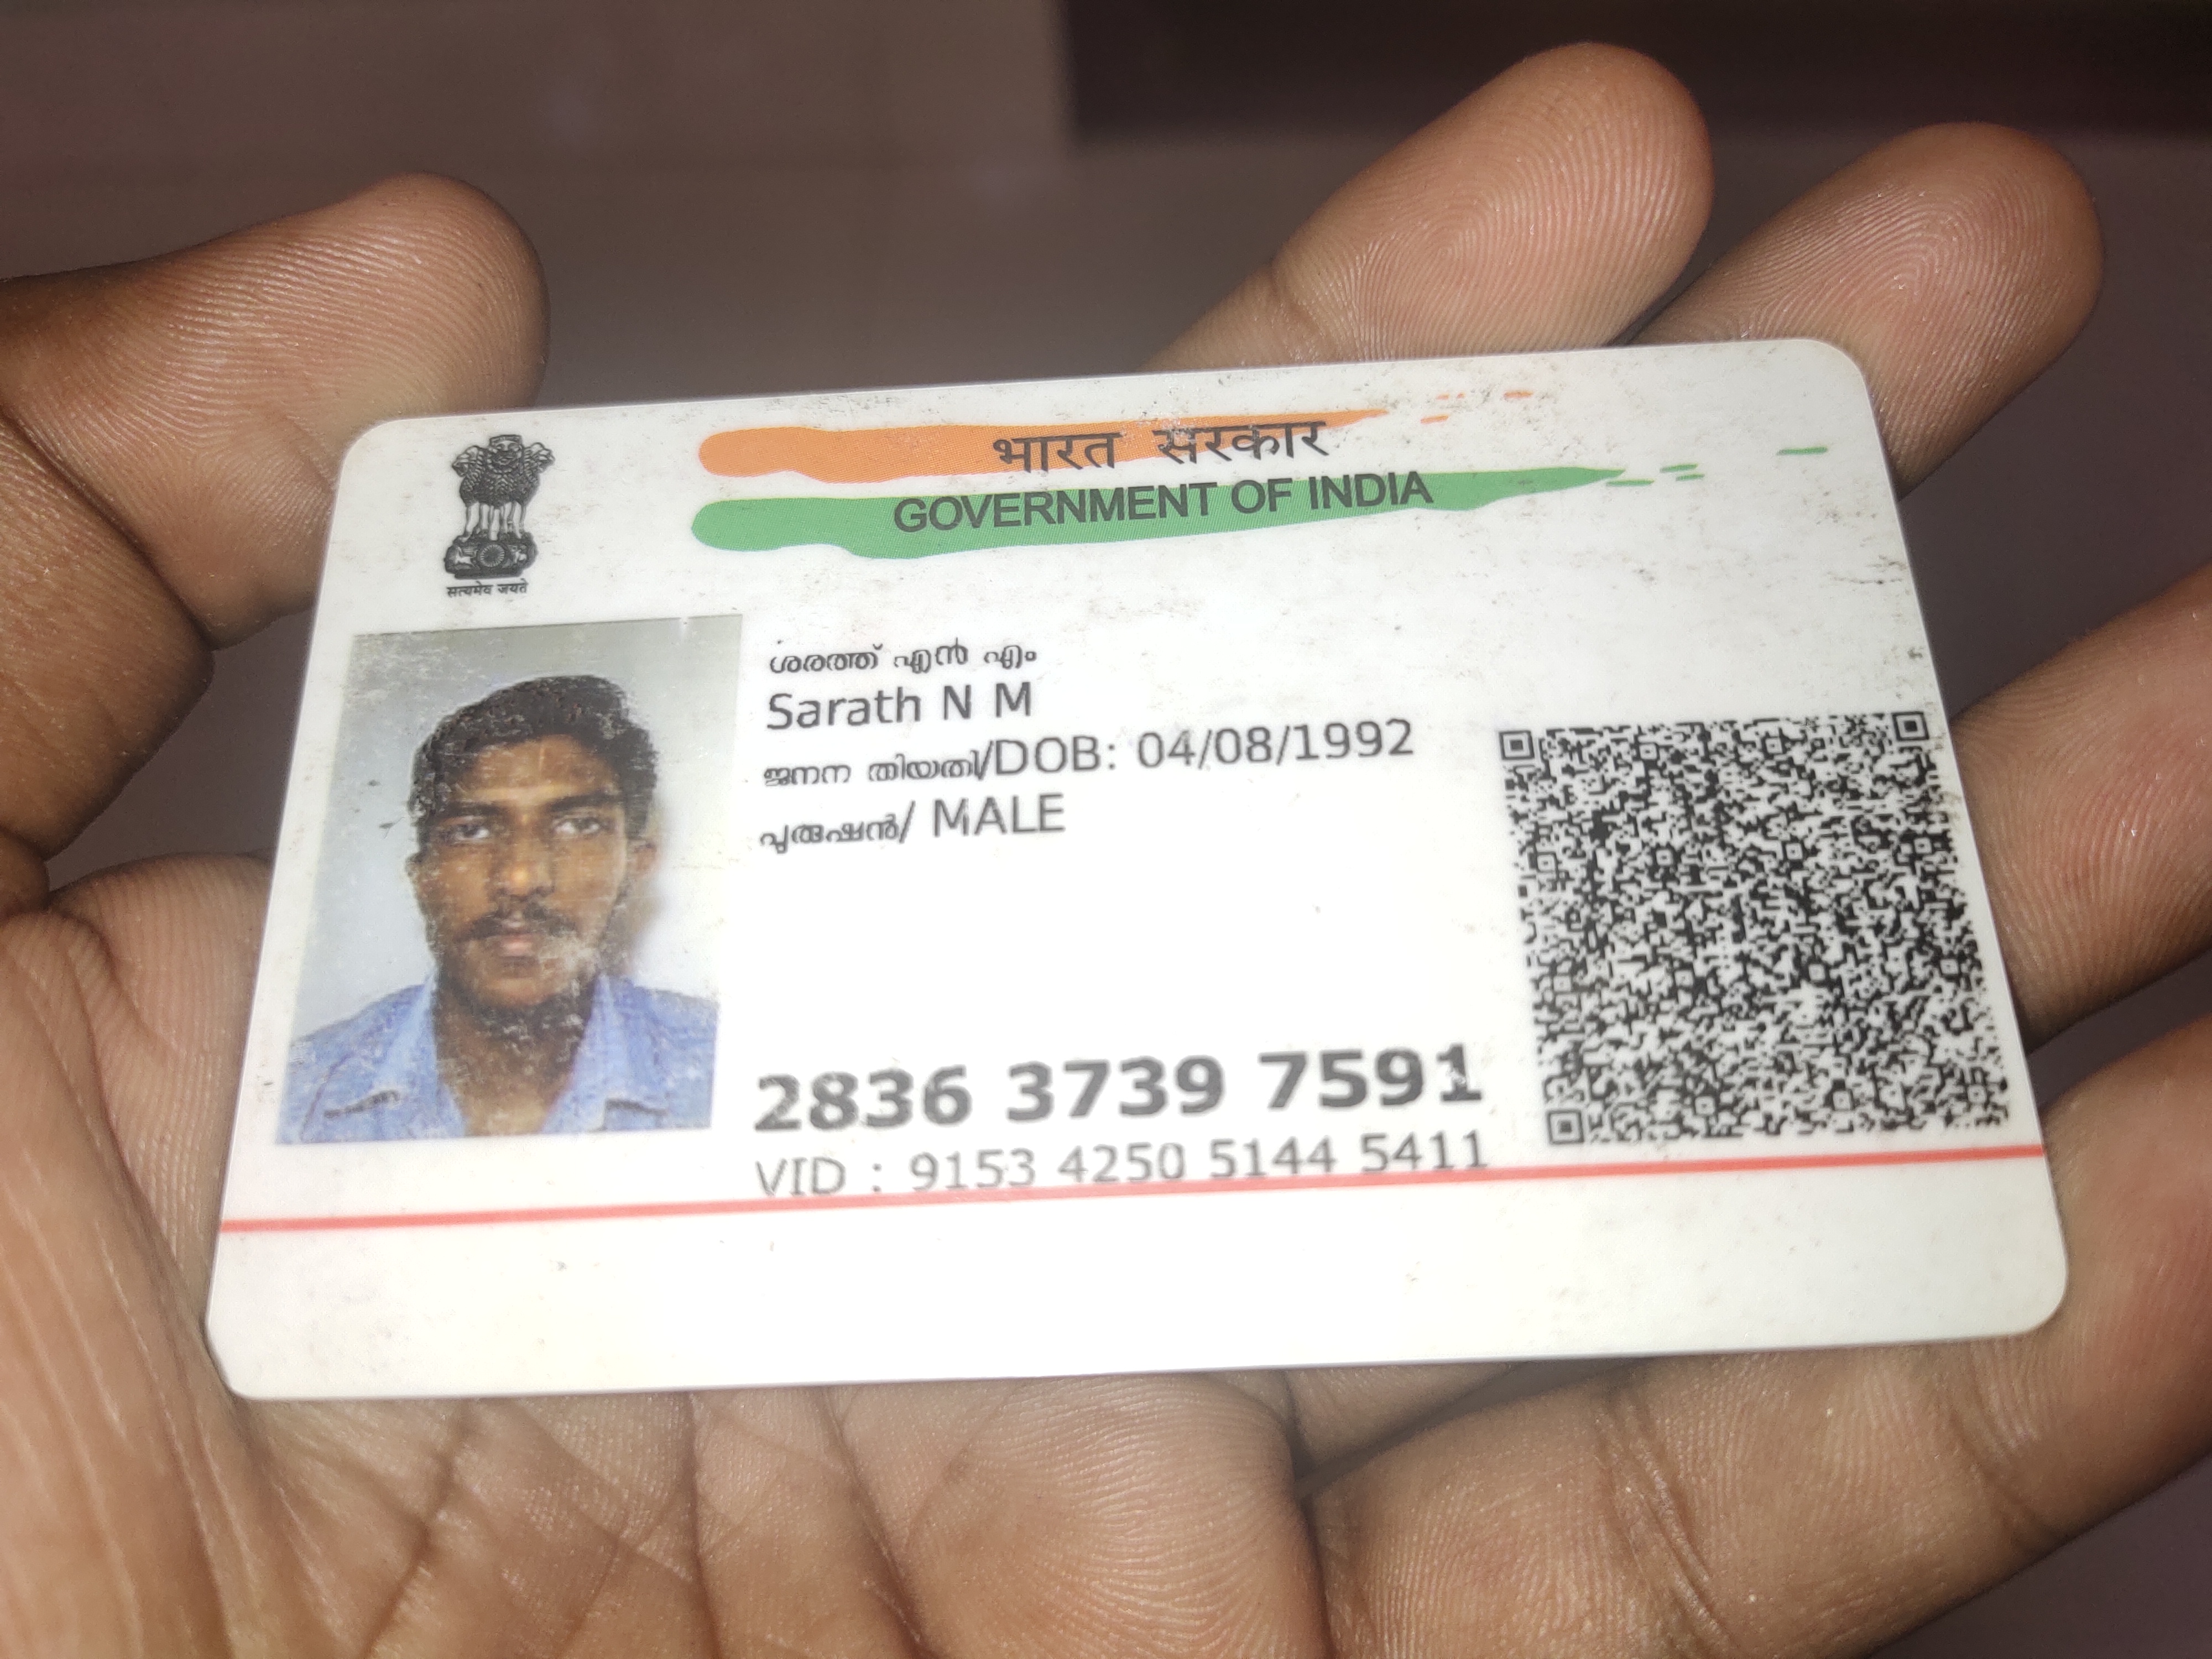 भारत सरकार
GOVERNMENT OF INDIA
सत्यमेव जयते
ശരത്ത് എൻ എം
Sarath N M
ജനന തിയതി/DOB: 04/08/1992
പുരുഷൻ/ MALE
2836 3739 7591
VID : 9153 4250 5144 5411